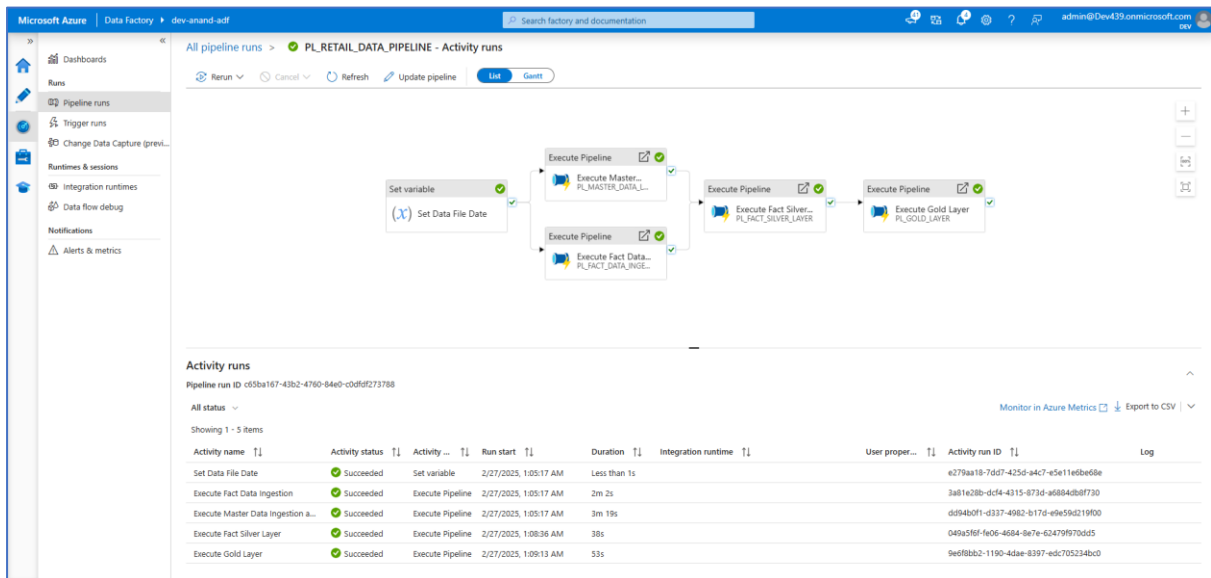 Microsoft Azure | Data Factory ▸ dev-anand-adf
Search factory and documentation
41
4
admin@Dev439.onmicrosoft.com
DEV
»
«
Dashboards
Runs
Pipeline runs
Trigger runs
Change Data Capture (previ...
Runtimes & sessions
Integration runtimes
Data flow debug
Notifications
Alerts & metrics
All pipeline runs > PL_RETAIL_DATA_PIPELINE - Activity runs
Rerun Cancel Refresh Update pipeline List Gantt
Set variable
(x) Set Data File Date
Execute Pipeline
Execute Master...
PL_MASTER_DATA_L...
Execute Pipeline
Execute Fact Data...
PL_FACT_DATA_INGE...
Execute Pipeline
Execute Fact Silver...
PL_FACT_SILVER_LAYER
Execute Pipeline
Execute Gold Layer
PL_GOLD_LAYER
Activity runs
Pipeline run ID c65ba167-43b2-4760-84e0-c0dfdf273788
All status
Monitor in Azure Metrics Export to CSV
Showing 1 - 5 items
Activity name Activity status Activity ... Run start Duration Integration runtime User proper... Activity run ID Log
Set Data File Date Succeeded Set variable 2/27/2025, 1:05:17 AM Less than 1s e279aa18-7dd7-425d-a4c7-e5e11e6be68e
Execute Fact Data Ingestion Succeeded Execute Pipeline 2/27/2025, 1:05:17 AM 2m 2s 3a81e28b-dcf4-4315-873d-a6884db8f730
Execute Master Data Ingestion a... Succeeded Execute Pipeline 2/27/2025, 1:05:17 AM 3m 19s dd94b0f1-d337-4982-b17d-e9e59d219f00
Execute Fact Silver Layer Succeeded Execute Pipeline 2/27/2025, 1:08:36 AM 38s 049a5f6f-fe06-4684-8e7e-62479f970dd5
Execute Gold Layer Succeeded Execute Pipeline 2/27/2025, 1:09:13 AM 53s 9e6f8bb2-1190-4dae-8397-edc705234bc0